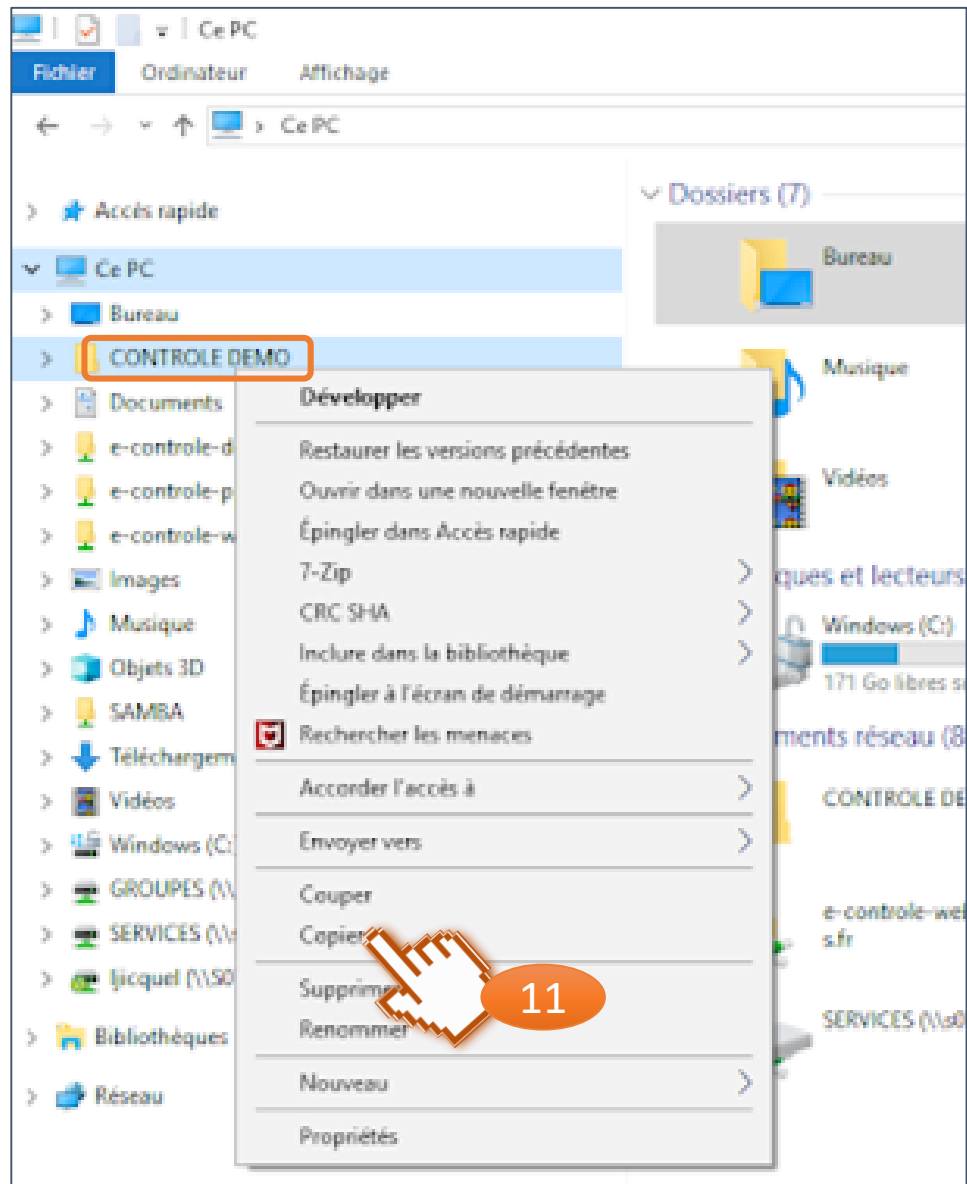 Ce PC
Fichier Ordinateur Affichage
Ce PC
Accès rapide
Ce PC
Bureau
CONTROLE DEMO
Documents
e-controle-d
e-controle-p
e-controle-w
Images
Musique
Objets 3D
SAMBA
Téléchargem
Vidéos
Windows (C:
GROUPES (\\
SERVICES (\\s
ljicquel (\\S0
Bibliothèques
Réseau
Développer
Restaurer les versions précédentes
Ouvrir dans une nouvelle fenêtre
Épingler dans Accès rapide
7-Zip
CRC SHA
Inclure dans la bibliothèque
Épingler à l'écran de démarrage
Rechercher les menaces
Accorder l'accès à
Envoyer vers
Couper
Copier
Supprimer
Renommer
Nouveau
Propriétés
11
Dossiers (7)
Bureau
Musique
Vidéos
ques et lecteurs
Windows (C:)
171 Go libres s
ments réseau (8
CONTROLE DE
e-controle-wel
s.fr
SERVICES (\\s0